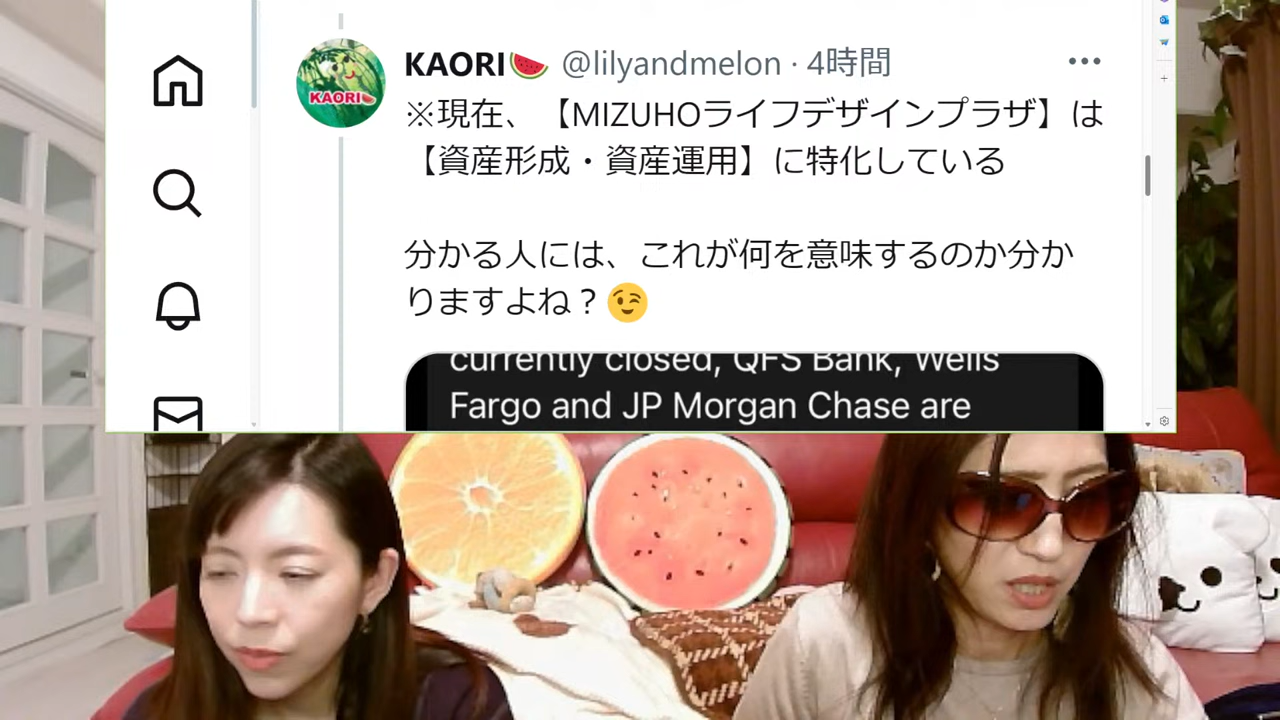 KAORI🍉 @lilyandmelon · 4時間
KAORI
※現在、【MIZUHOライフデザインプラザ】は
【資産形成・資産運用】に特化している
分かる人には、これが何を意味するのか分か
りますよね？😉
currently closed, QFS Bank, Wells
Fargo and JP Morgan Chase are